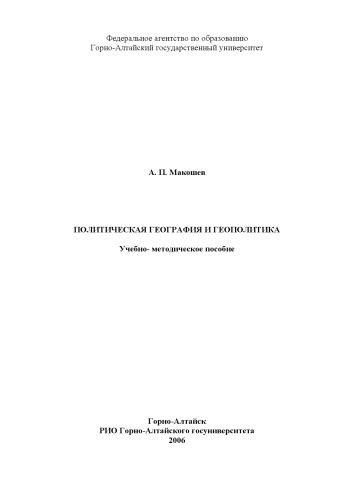 Федеральное агентство по образованию
Горно-Алтайский государственный университет
А. П. Макошев
ПОЛИТИЧЕСКАЯ ГЕОГРАФИЯ И ГЕОПОЛИТИКА
Учебно- методическое пособие
Горно-Алтайск
РИО Горно-Алтайского госуниверситета
2006